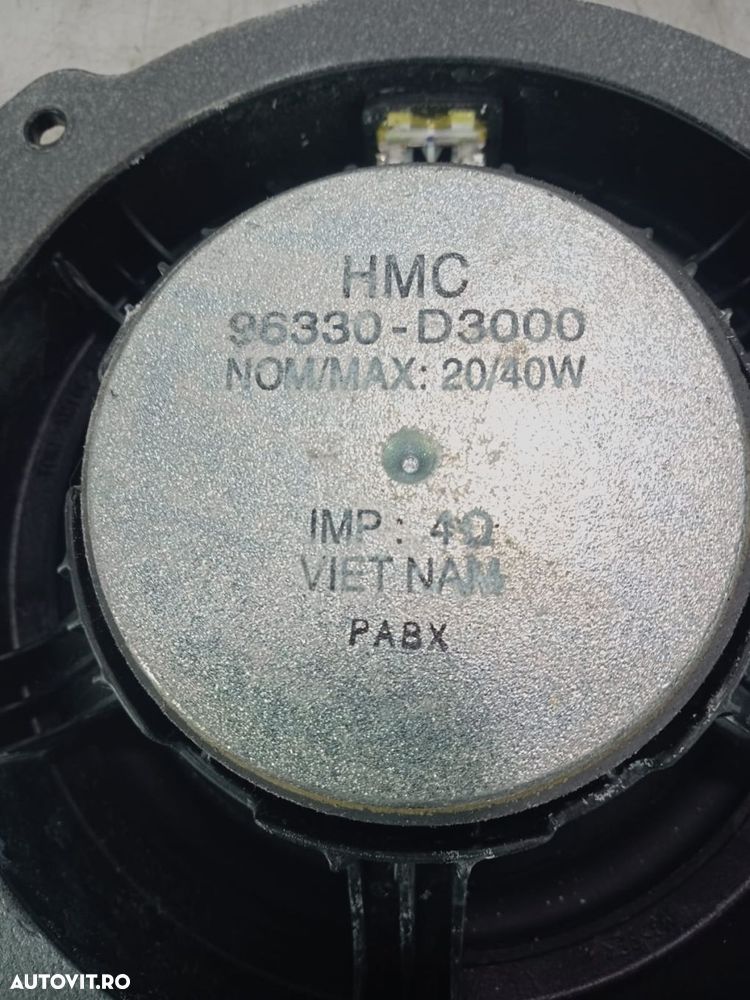 HMC
96330-D3000
NOM/MAX: 20/40W
IMP: 4Ω
VIET NAM
PABX
AUTOVIT.RO